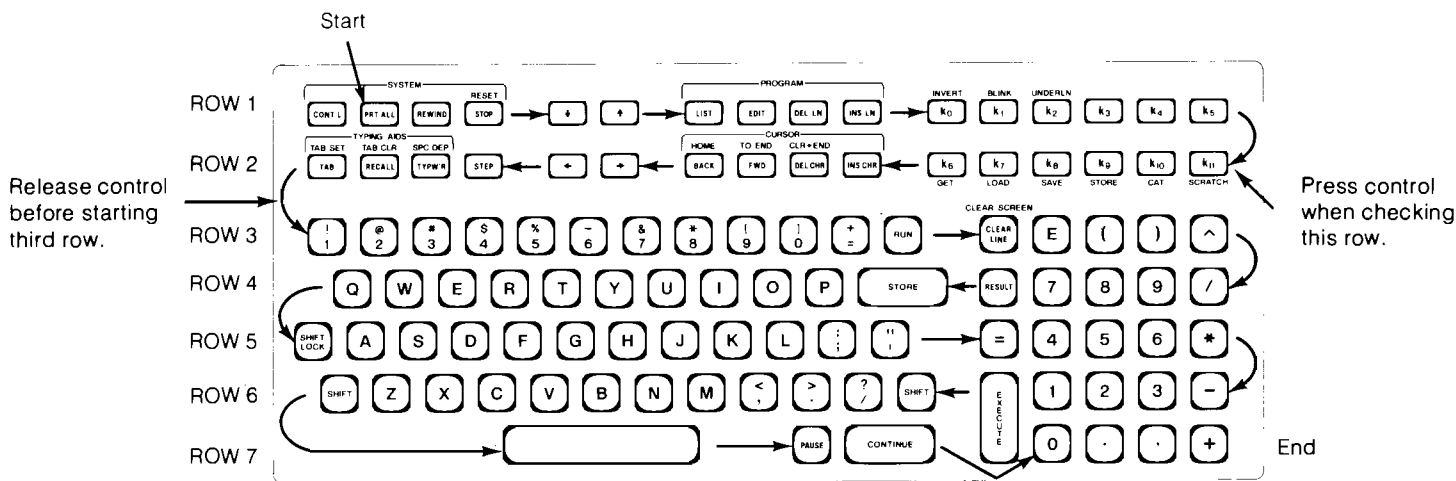 Start
SYSTEM
PROGRAM
RESET
INVERT BLINK UNDERLN
ROW 1 CONT L PRT ALL REWIND STOP ↓ ↑ LIST EDIT DEL LN INS LN k0 k1 k2 k3 k4 k5
TYPING AIDS
CURSOR
TAB SET TAB CLR SPC DEP HOME TO END CLR→END
ROW 2 TAB RECALL TYPW'R STEP ← → BACK FWD DEL CHR INS CHR k6 k7 k8 k9 k10 k11
GET LOAD SAVE STORE CAT SCRATCH
Release control
before starting
third row.
Press control
when checking
this row.
CLEAR SCREEN
! @ # $ % & * ( ) +
ROW 3 1 2 3 4 5 6 7 8 9 0 = RUN CLEAR LINE E ( ) ^
ROW 4 Q W E R T Y U I O P STORE RESULT 7 8 9 /
ROW 5 SHIFT LOCK A S D F G H J K L ; : " ' = 4 5 6 *
< > ?
ROW 6 SHIFT Z X C V B N M , . / SHIFT EXECUTE 1 2 3 −
ROW 7 PAUSE CONTINUE 0 . , +
End